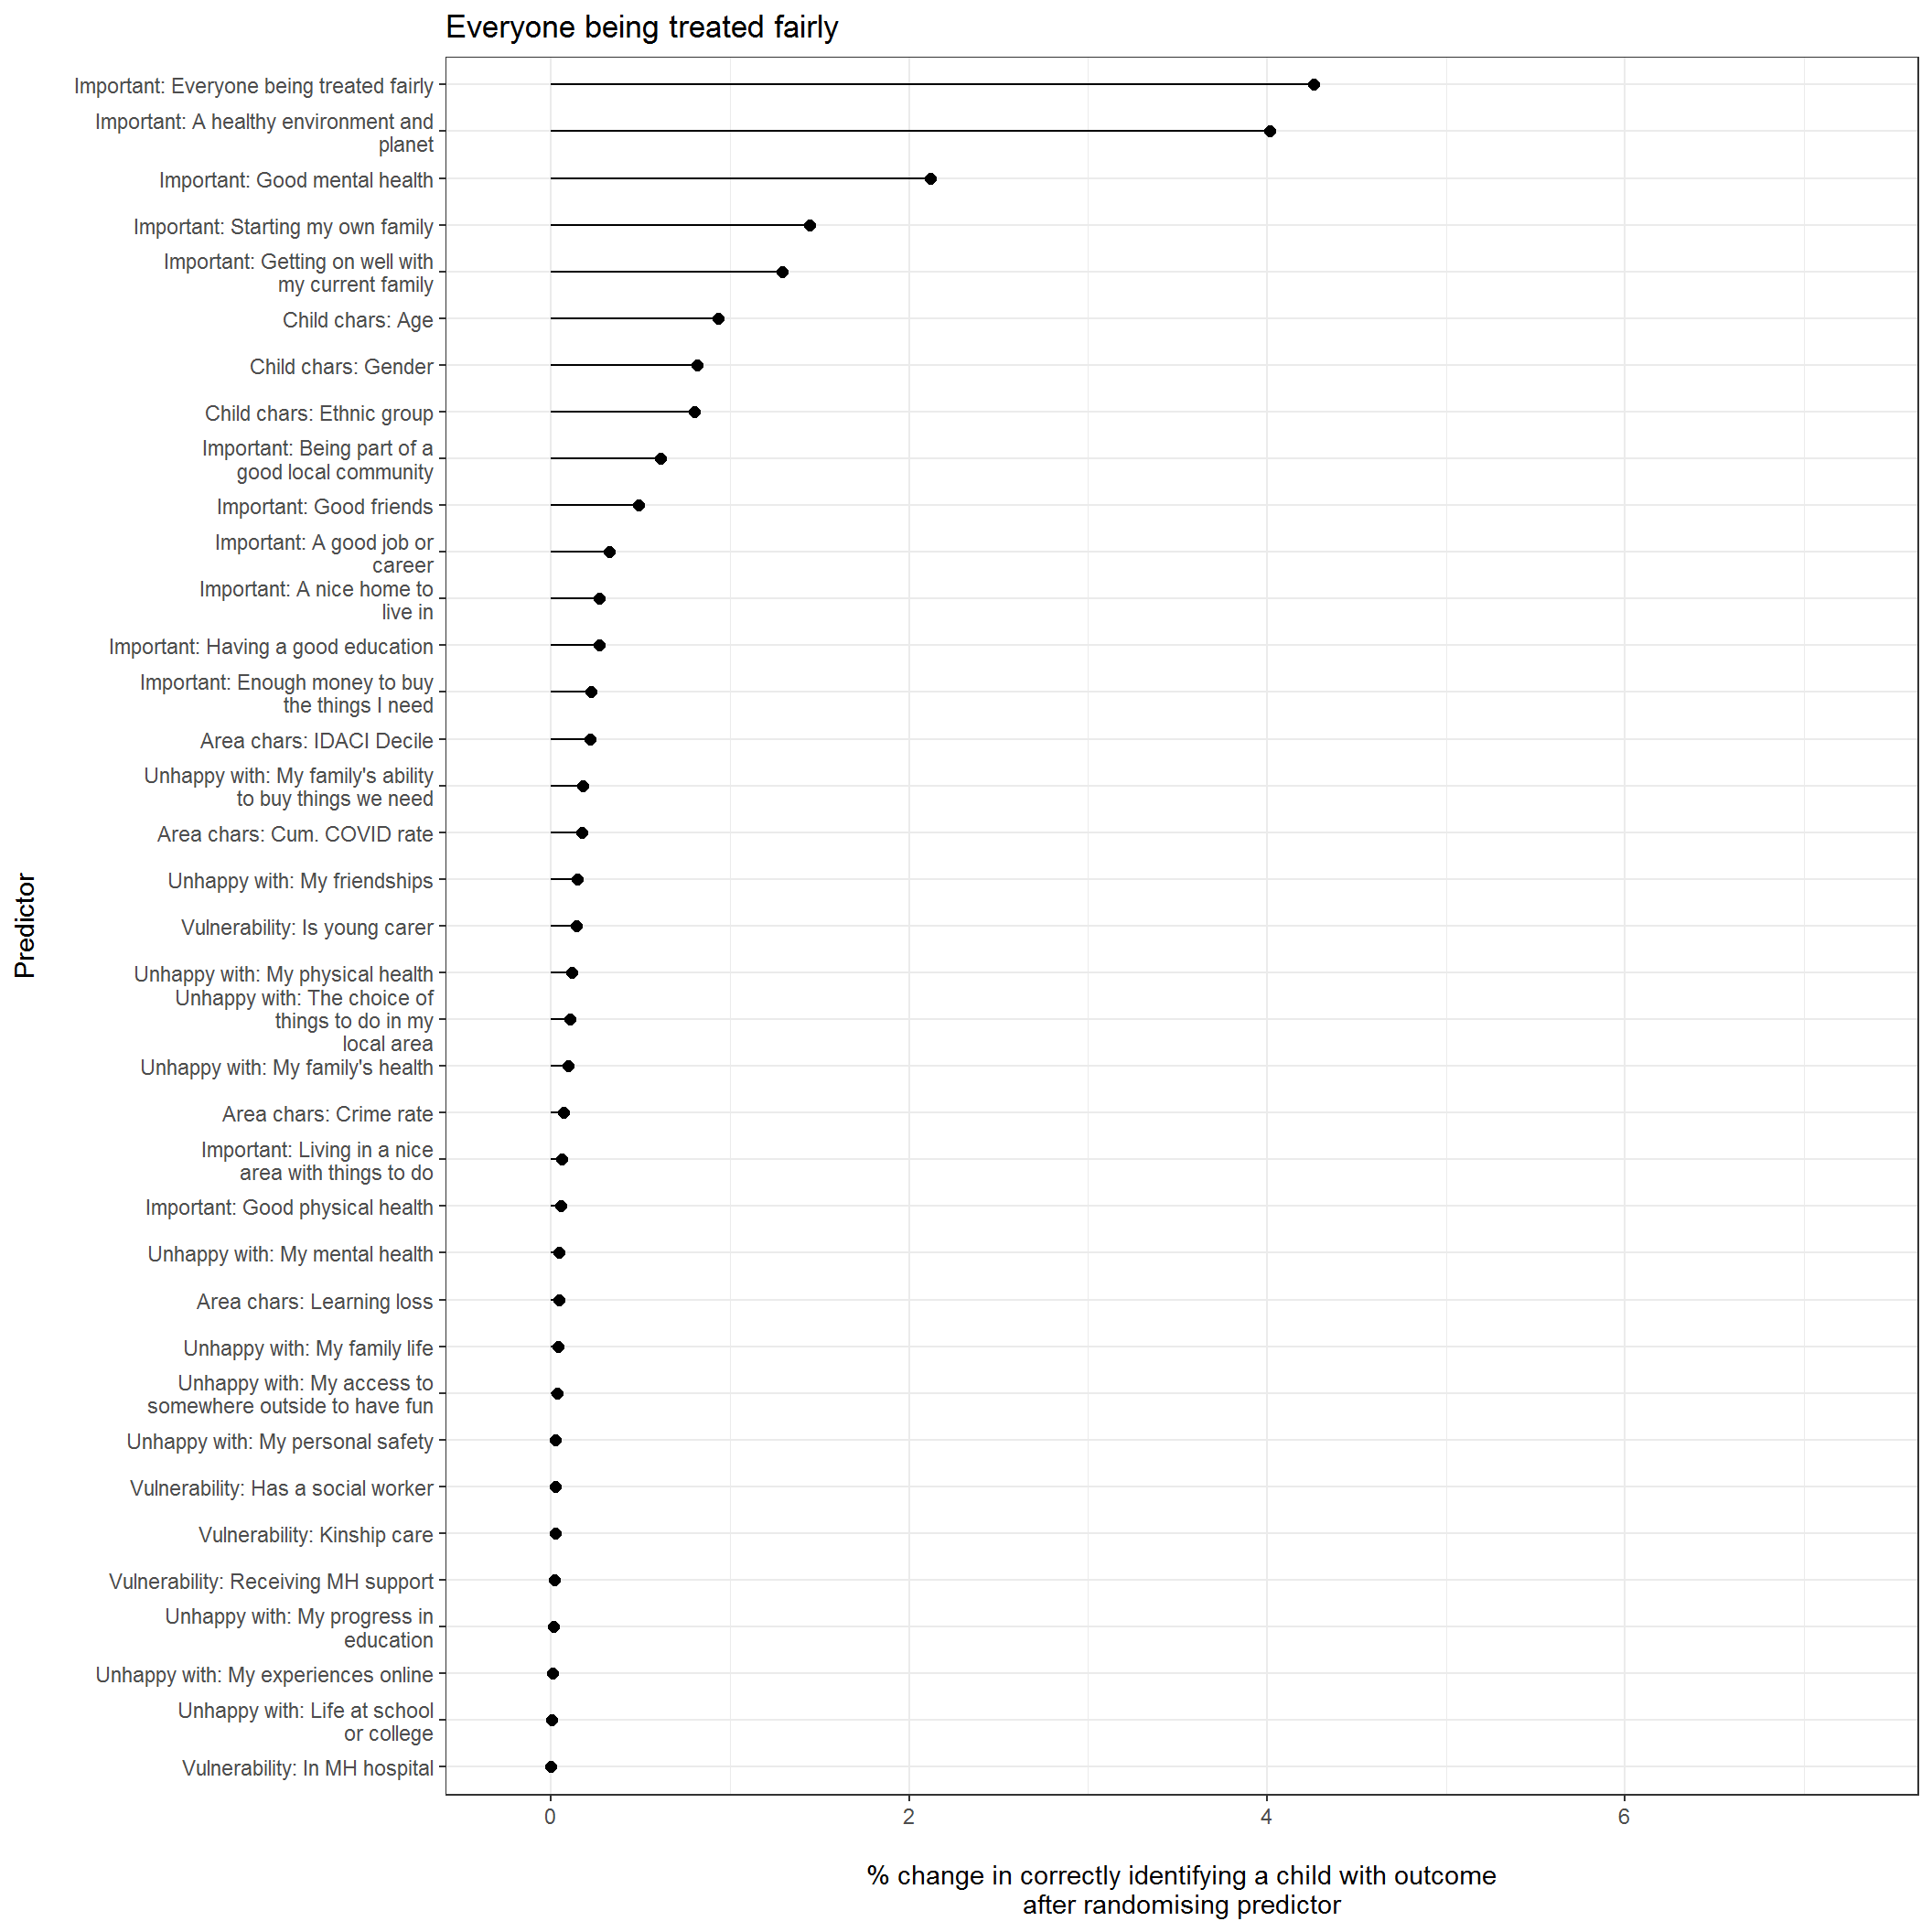 Everyone being treated fairly
Important: Everyone being treated fairly
Important: A healthy environment and
planet
Important: Good mental health
Important: Starting my own family
Important: Getting on well with
my current family
Child chars: Age
Child chars: Gender
Child chars: Ethnic group
Important: Being part of a
good local community
Important: Good friends
Important: A good job or
career
Important: A nice home to
live in
Important: Having a good education
Important: Enough money to buy
the things I need
Area chars: IDACI Decile
Unhappy with: My family's ability
to buy things we need
Area chars: Cum. COVID rate
Unhappy with: My friendships
Vulnerability: Is young carer
Unhappy with: My physical health
Unhappy with: The choice of
things to do in my
local area
Unhappy with: My family's health
Area chars: Crime rate
Important: Living in a nice
area with things to do
Important: Good physical health
Unhappy with: My mental health
Area chars: Learning loss
Unhappy with: My family life
Unhappy with: My access to
somewhere outside to have fun
Unhappy with: My personal safety
Vulnerability: Has a social worker
Vulnerability: Kinship care
Vulnerability: Receiving MH support
Unhappy with: My progress in
education
Unhappy with: My experiences online
Unhappy with: Life at school
or college
Vulnerability: In MH hospital
Predictor
0 2 4 6
% change in correctly identifying a child with outcome
after randomising predictor